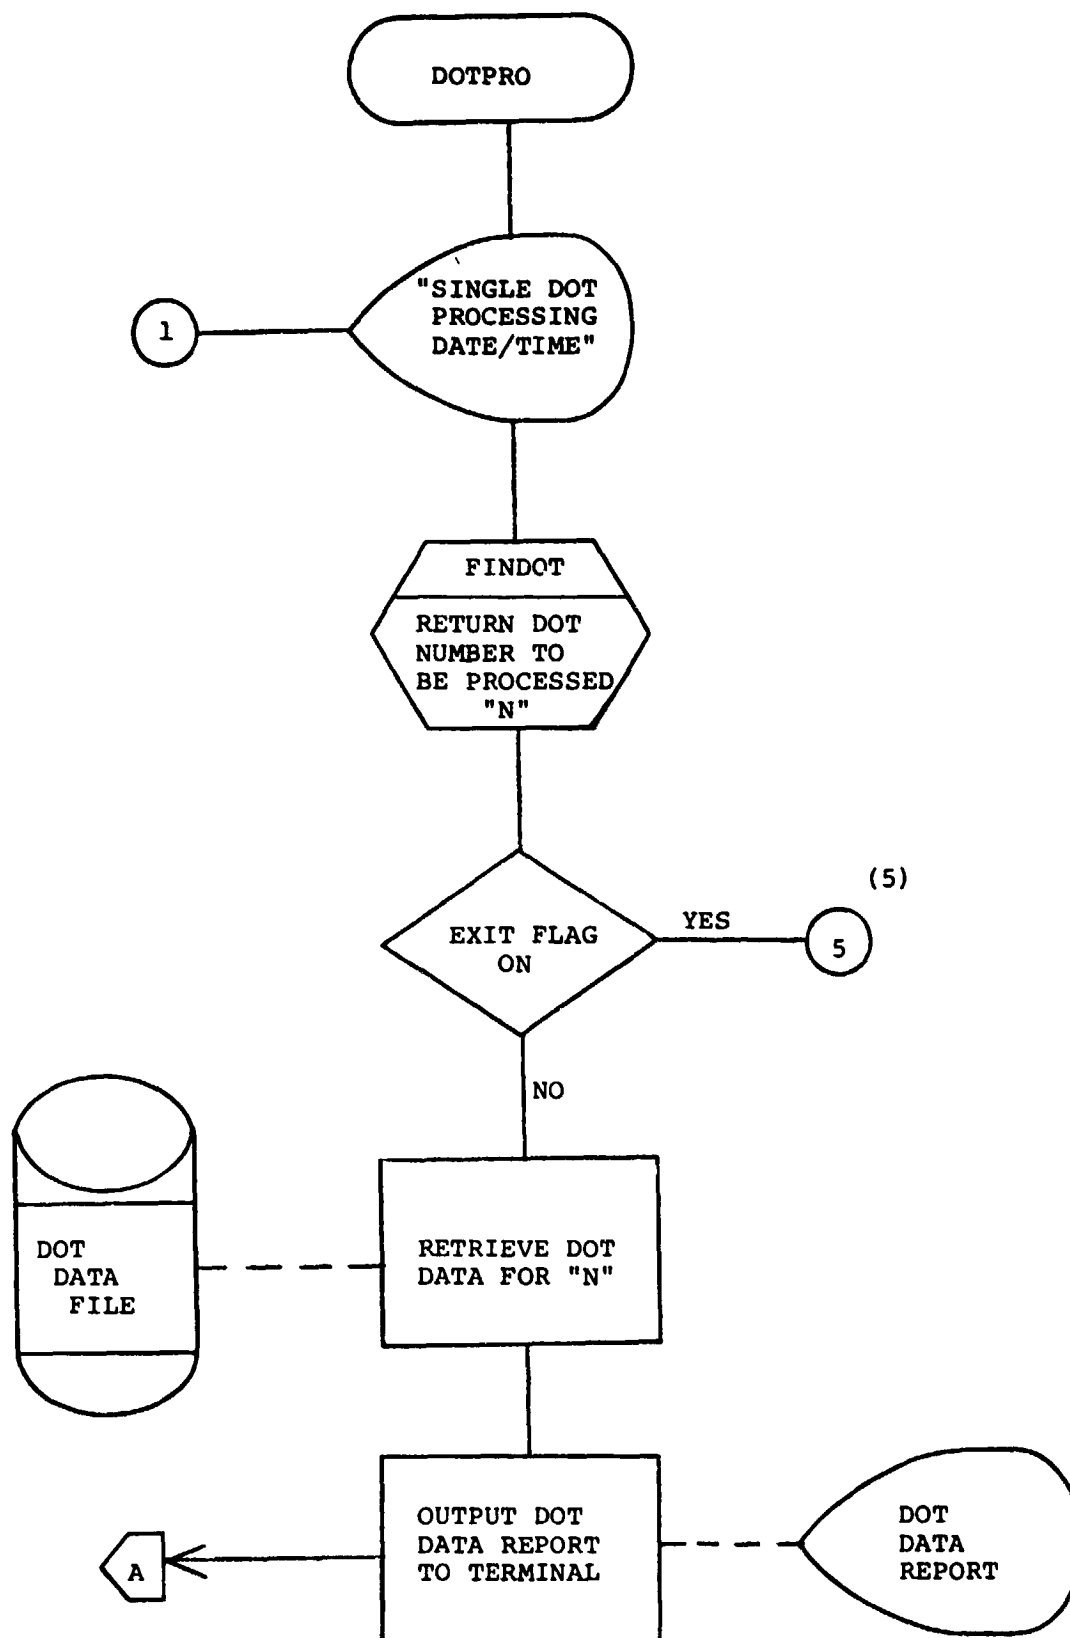 DOTPRO
"SINGLE DOT
PROCESSING
DATE/TIME"
1
FINDOT
RETURN DOT
NUMBER TO
BE PROCESSED
"N"
(5)
EXIT FLAG
ON
YES
5
NO
DOT
DATA
FILE
RETRIEVE DOT
DATA FOR "N"
OUTPUT DOT
DATA REPORT
TO TERMINAL
A
DOT
DATA
REPORT